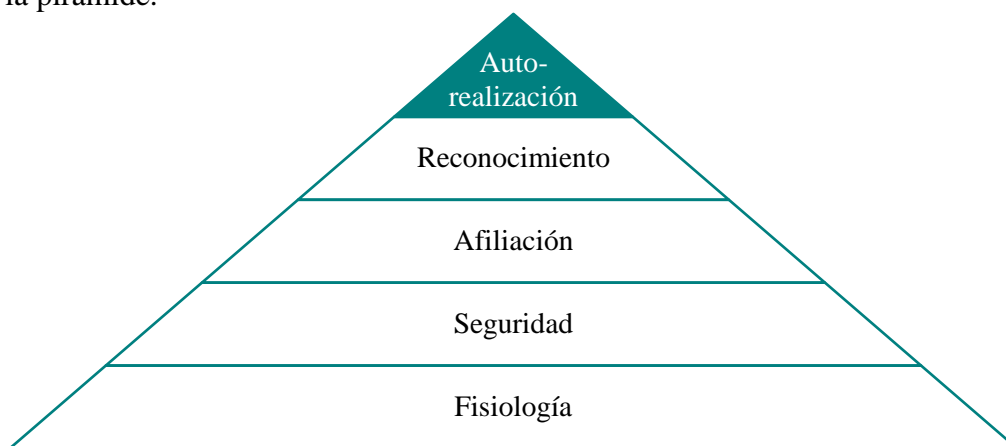 la pirámide.
Auto-
realización
Reconocimiento
Afiliación
Seguridad
Fisiología